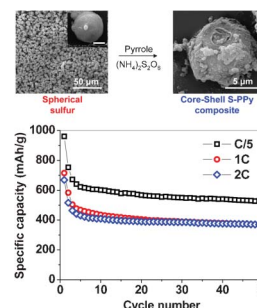 Pyrrole
(NH₄)₂S₂O₈
50 μm
5 μm
Spherical
sulfur
Core-Shell S-PPy
composite
1000
800
600
400
200
0
Specific capacity (mAh/g)
C/5
1C
2C
0 10 20 30 40
Cycle number